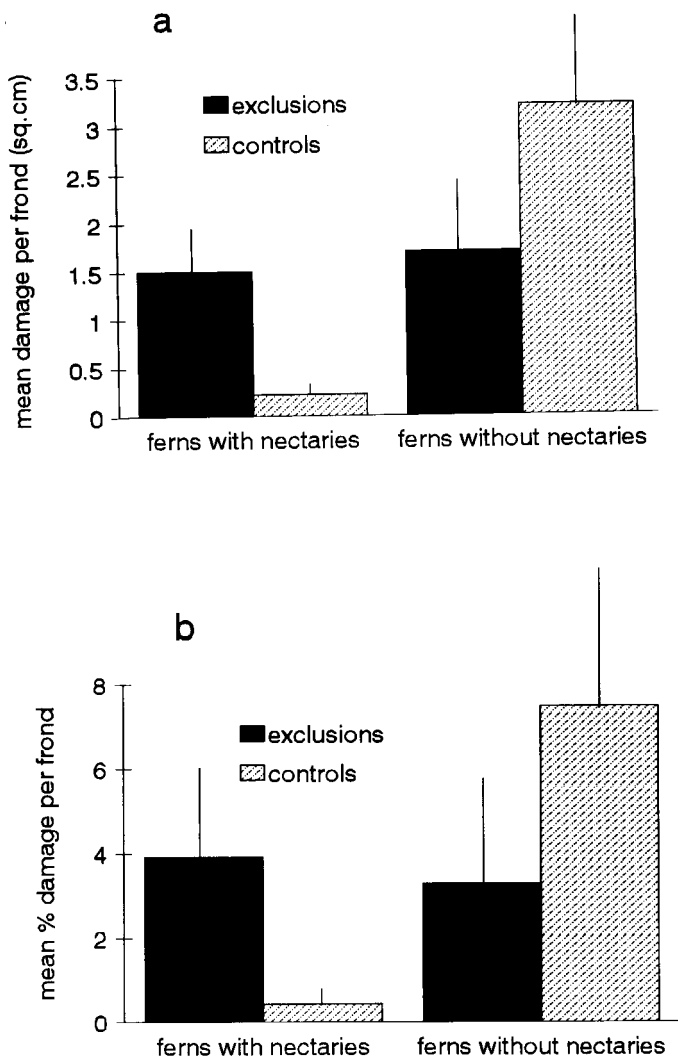 a
mean damage per frond (sq.cm)
3.5
3
2.5
2
1.5
1
0.5
0
exclusions
controls
ferns with nectaries
ferns without nectaries
b
mean % damage per frond
8
6
4
2
0
exclusions
controls
ferns with nectaries
ferns without nectaries